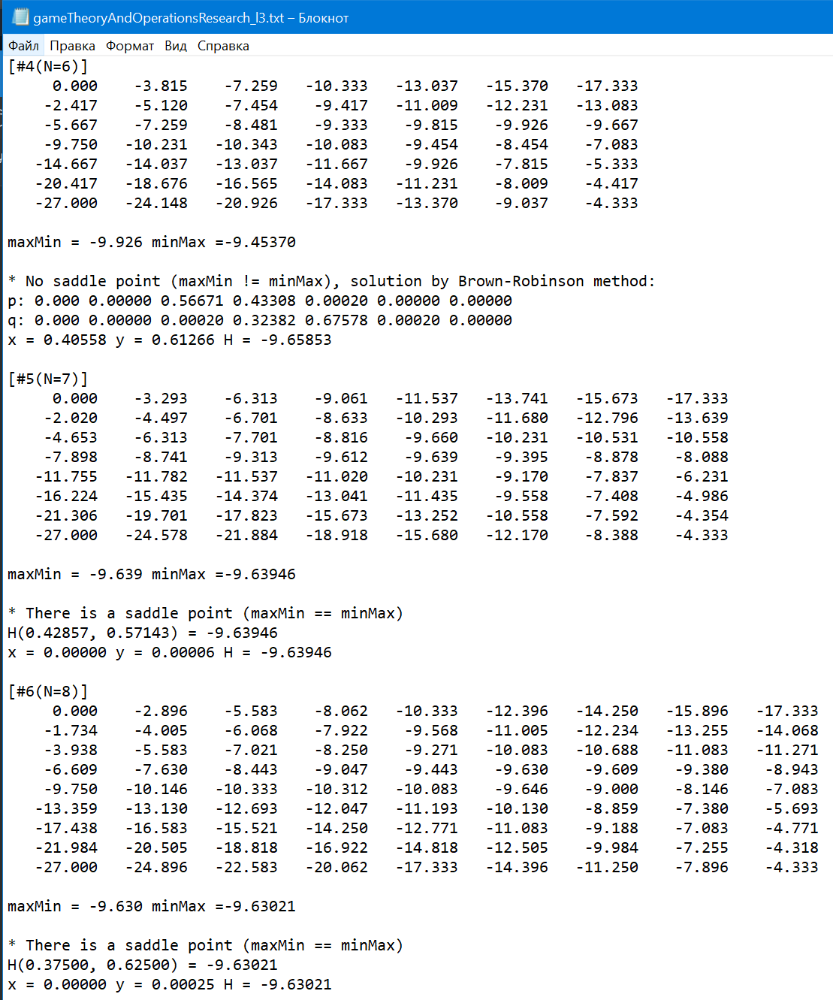 gameTheoryAndOperationsResearch_l3.txt – Блокнот
Файл Правка Формат Вид Справка
[#4(N=6)]
0.000 -3.815 -7.259 -10.333 -13.037 -15.370 -17.333
-2.417 -5.120 -7.454 -9.417 -11.009 -12.231 -13.083
-5.667 -7.259 -8.481 -9.333 -9.815 -9.926 -9.667
-9.750 -10.231 -10.343 -10.083 -9.454 -8.454 -7.083
-14.667 -14.037 -13.037 -11.667 -9.926 -7.815 -5.333
-20.417 -18.676 -16.565 -14.083 -11.231 -8.009 -4.417
-27.000 -24.148 -20.926 -17.333 -13.370 -9.037 -4.333
maxMin = -9.926 minMax =-9.45370
* No saddle point (maxMin != minMax), solution by Brown-Robinson method:
p: 0.000 0.00000 0.56671 0.43308 0.00020 0.00000 0.00000
q: 0.000 0.00000 0.00020 0.32382 0.67578 0.00020 0.00000
x = 0.40558 y = 0.61266 H = -9.65853
[#5(N=7)]
0.000 -3.293 -6.313 -9.061 -11.537 -13.741 -15.673 -17.333
-2.020 -4.497 -6.701 -8.633 -10.293 -11.680 -12.796 -13.639
-4.653 -6.313 -7.701 -8.816 -9.660 -10.231 -10.531 -10.558
-7.898 -8.741 -9.313 -9.612 -9.639 -9.395 -8.878 -8.088
-11.755 -11.782 -11.537 -11.020 -10.231 -9.170 -7.837 -6.231
-16.224 -15.435 -14.374 -13.041 -11.435 -9.558 -7.408 -4.986
-21.306 -19.701 -17.823 -15.673 -13.252 -10.558 -7.592 -4.354
-27.000 -24.578 -21.884 -18.918 -15.680 -12.170 -8.388 -4.333
maxMin = -9.639 minMax =-9.63946
* There is a saddle point (maxMin == minMax)
H(0.42857, 0.57143) = -9.63946
x = 0.00000 y = 0.00006 H = -9.63946
[#6(N=8)]
0.000 -2.896 -5.583 -8.062 -10.333 -12.396 -14.250 -15.896 -17.333
-1.734 -4.005 -6.068 -7.922 -9.568 -11.005 -12.234 -13.255 -14.068
-3.938 -5.583 -7.021 -8.250 -9.271 -10.083 -10.688 -11.083 -11.271
-6.609 -7.630 -8.443 -9.047 -9.443 -9.630 -9.609 -9.380 -8.943
-9.750 -10.146 -10.333 -10.312 -10.083 -9.646 -9.000 -8.146 -7.083
-13.359 -13.130 -12.693 -12.047 -11.193 -10.130 -8.859 -7.380 -5.693
-17.438 -16.583 -15.521 -14.250 -12.771 -11.083 -9.188 -7.083 -4.771
-21.984 -20.505 -18.818 -16.922 -14.818 -12.505 -9.984 -7.255 -4.318
-27.000 -24.896 -22.583 -20.062 -17.333 -14.396 -11.250 -7.896 -4.333
maxMin = -9.630 minMax =-9.63021
* There is a saddle point (maxMin == minMax)
H(0.37500, 0.62500) = -9.63021
x = 0.00000 y = 0.00025 H = -9.63021